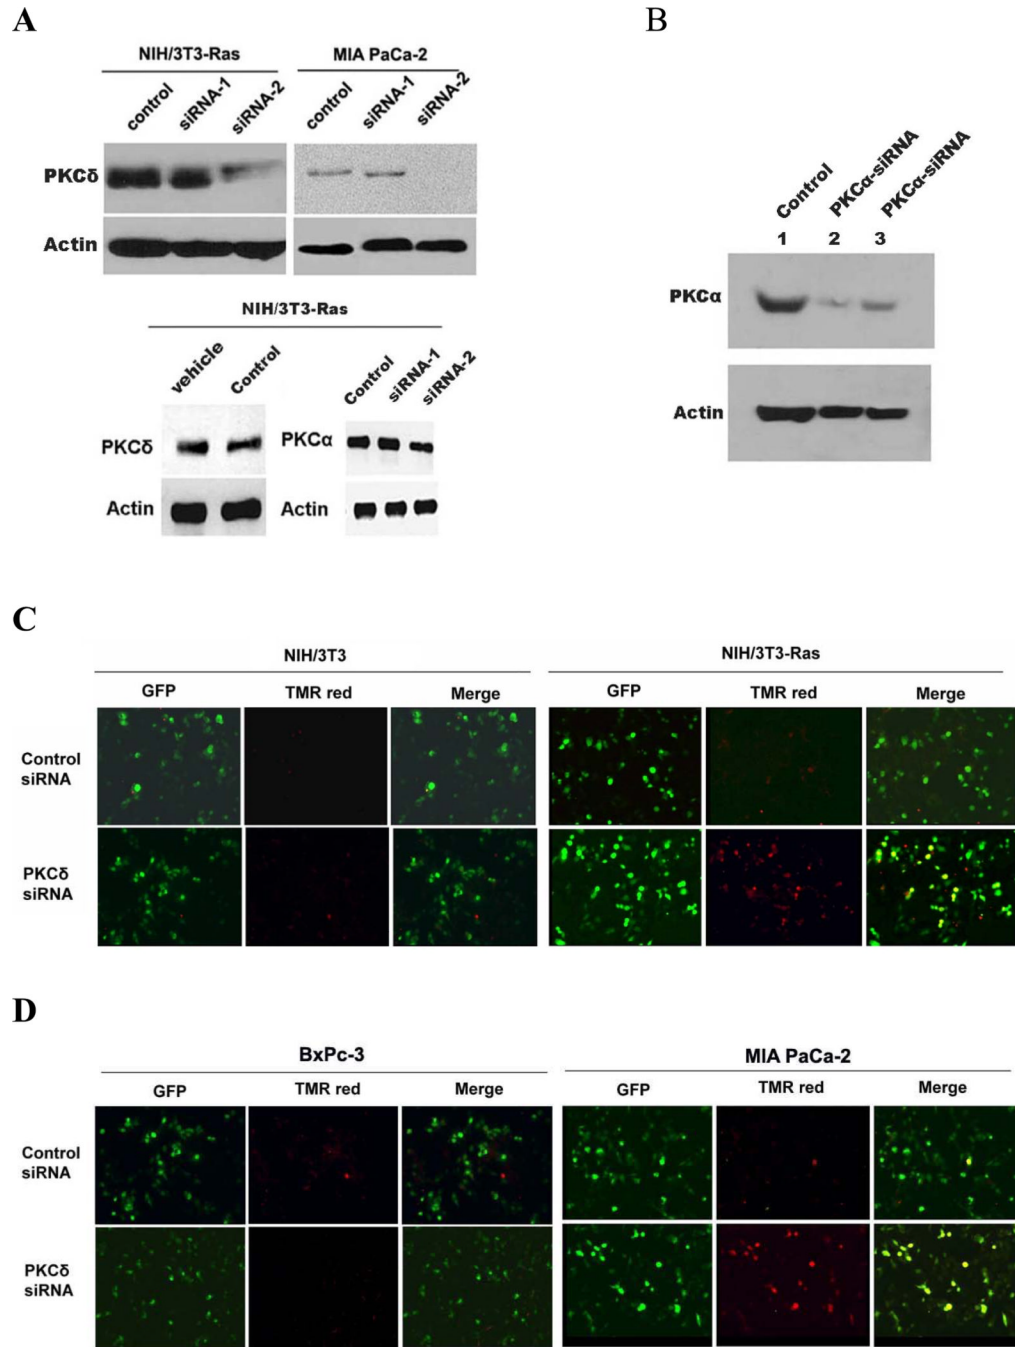 A
NIH/3T3-Ras
MIA PaCa-2
control
siRNA-1
siRNA-2
control
siRNA-1
siRNA-2
PKCδ
Actin
NIH/3T3-Ras
vehicle
Control
Control
siRNA-1
siRNA-2
PKCδ
PKCα
Actin
Actin
B
Control
PKCα-siRNA
PKCα-siRNA
1 2 3
PKCα
Actin
C
NIH/3T3
NIH/3T3-Ras
GFP TMR red Merge
GFP TMR red Merge
Control
siRNA
PKCδ
siRNA
D
BxPc-3
MIA PaCa-2
GFP TMR red Merge
GFP TMR red Merge
Control
siRNA
PKCδ
siRNA